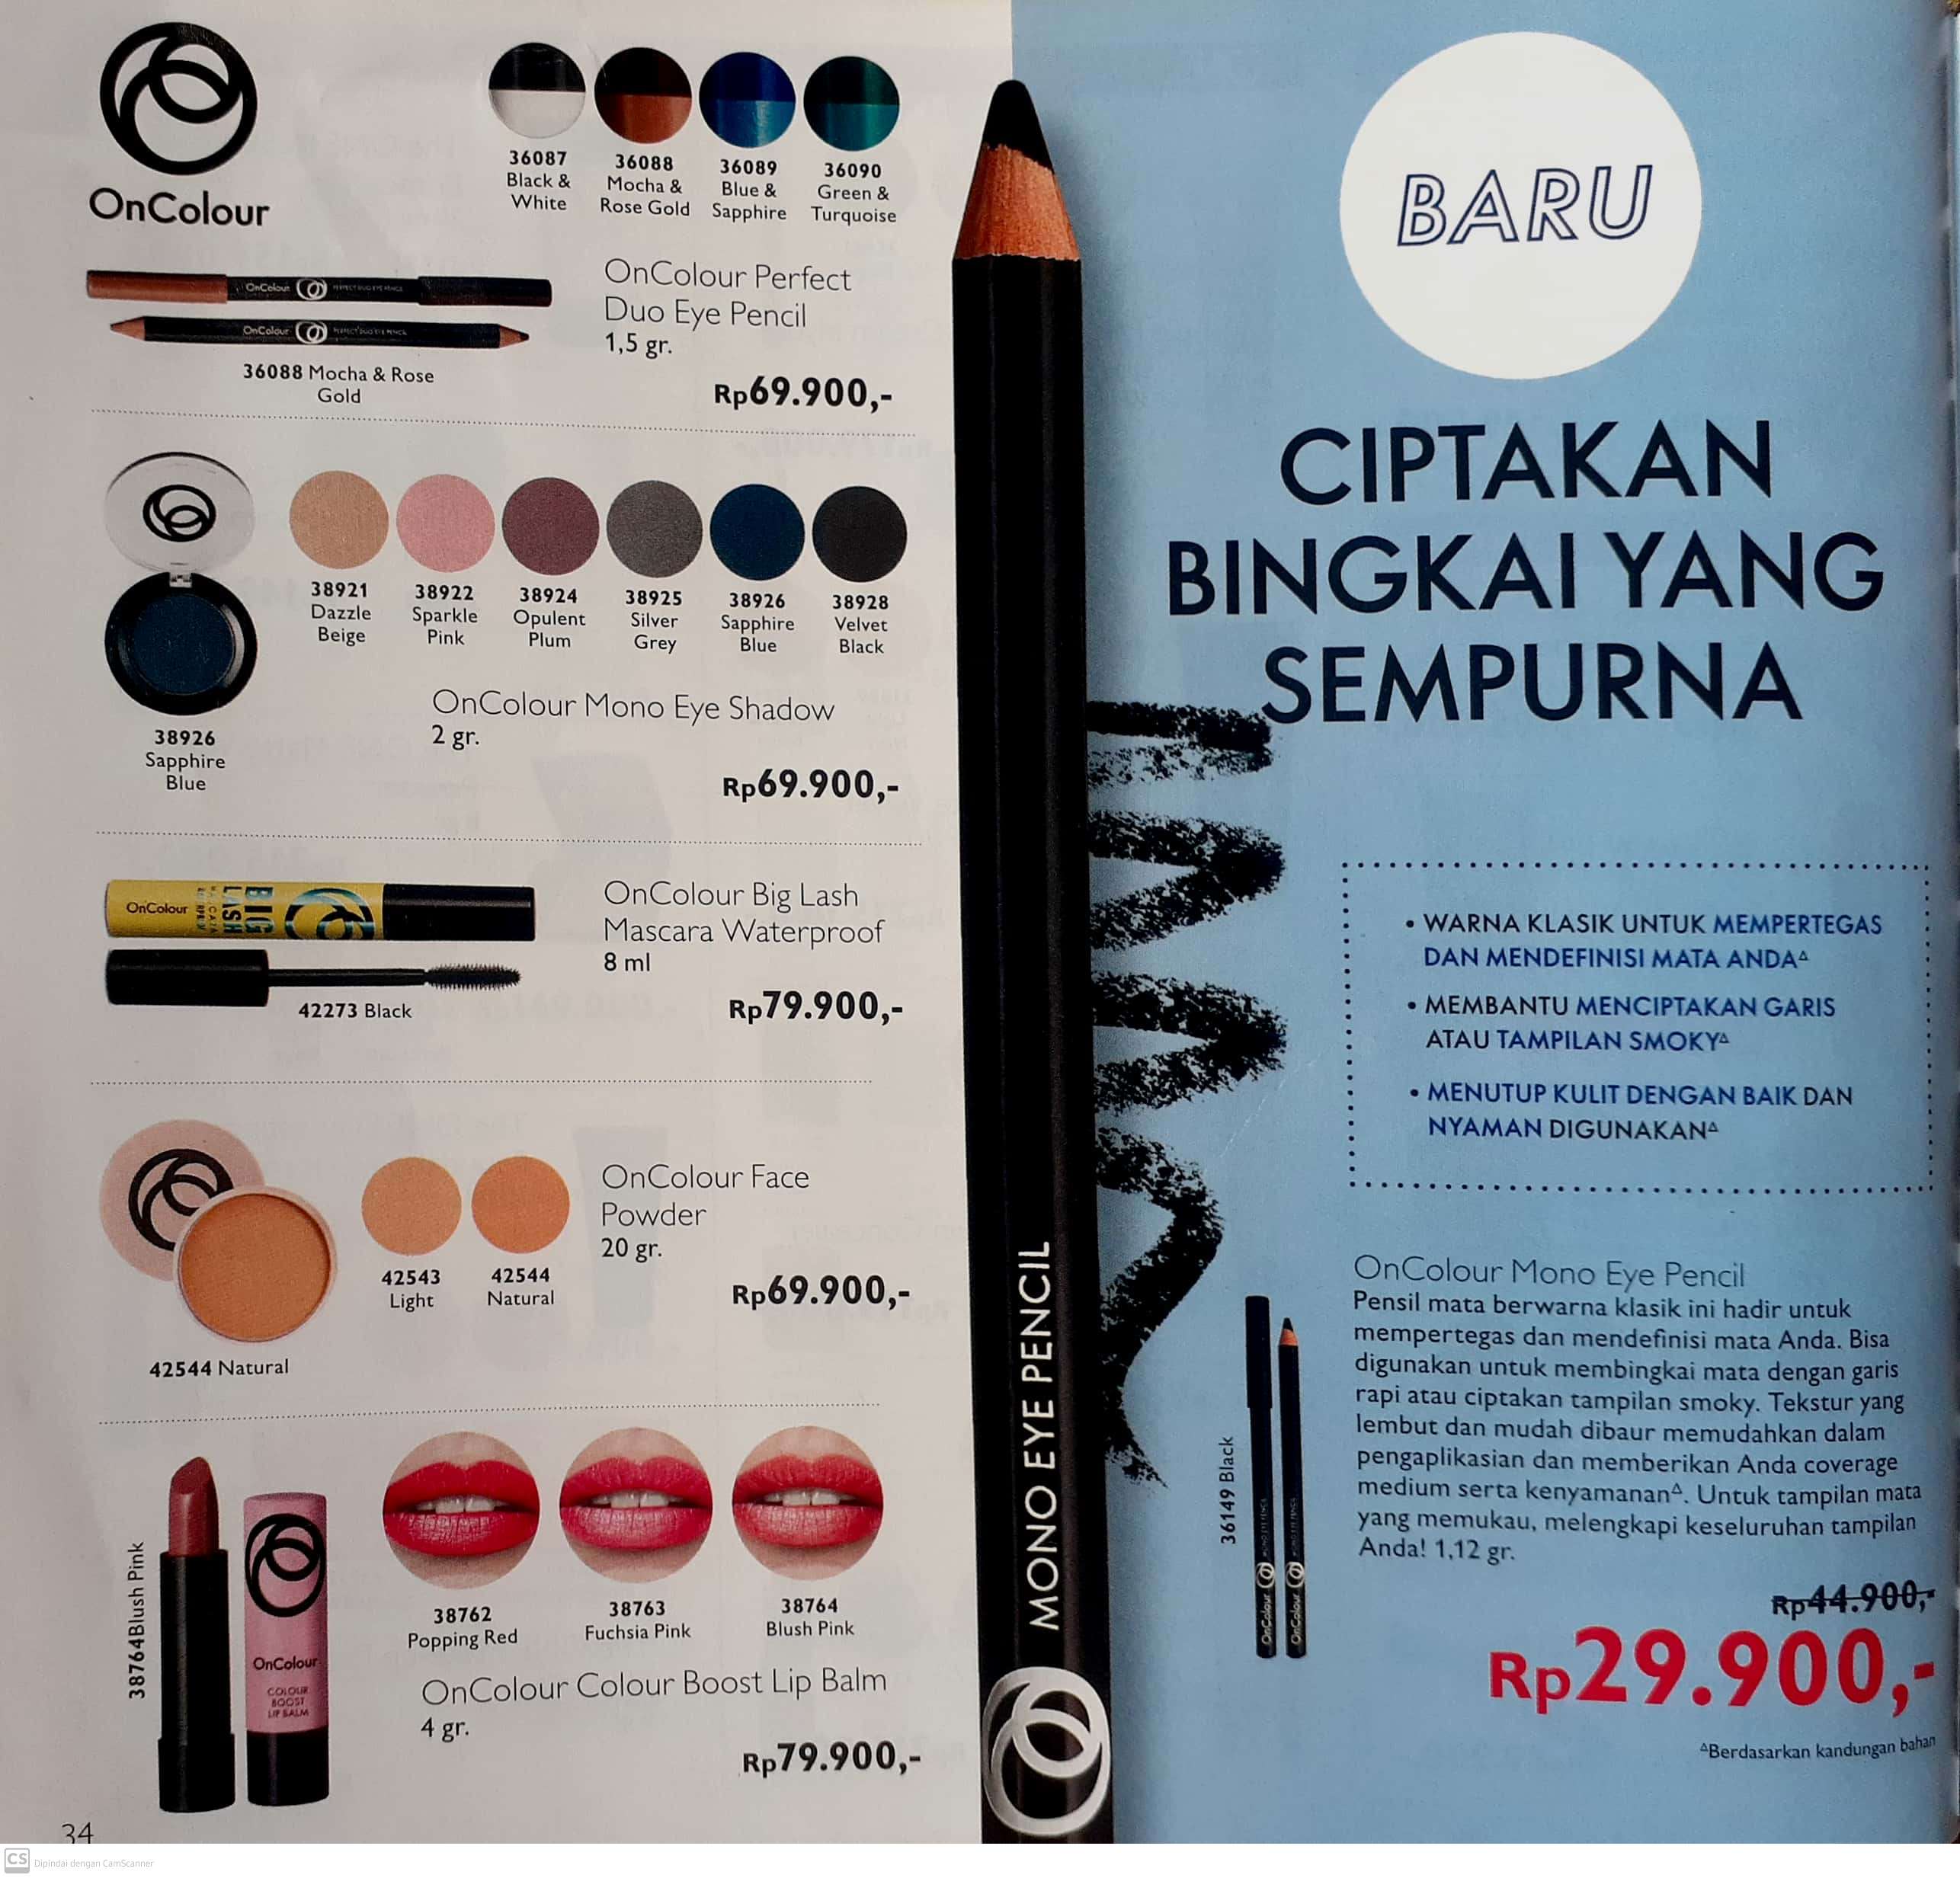 OnColour
36087
Black &
White
36088
Mocha &
Rose Gold
36089
Blue &
Sapphire
36090
Green &
Turquoise
OnColour
OnColour
36088 Mocha & Rose
Gold
OnColour Perfect
Duo Eye Pencil
1,5 gr.
Rp69.900,-
38921
Dazzle
Beige
38922
Sparkle
Pink
38924
Opulent
Plum
38925
Silver
Grey
38926
Sapphire
Blue
38928
Velvet
Black
38926
Sapphire
Blue
OnColour Mono Eye Shadow
2 gr.
Rp69.900,-
OnColour
BIG
LASH
42273 Black
OnColour Big Lash
Mascara Waterproof
8 ml
Rp79.900,-
42543
Light
42544
Natural
42544 Natural
OnColour Face
Powder
20 gr.
Rp69.900,-
38764Blush Pink
OnColour
COLOUR
BOOST
LIP BALM
38762
Popping Red
38763
Fuchsia Pink
38764
Blush Pink
OnColour Colour Boost Lip Balm
4 gr.
Rp79.900,-
34
MONO EYE PENCIL
BARU
CIPTAKAN
BINGKAI YANG
SEMPURNA
• WARNA KLASIK UNTUK MEMPERTEGAS
DAN MENDEFINISI MATA ANDA∆
• MEMBANTU MENCIPTAKAN GARIS
ATAU TAMPILAN SMOKY∆
• MENUTUP KULIT DENGAN BAIK DAN
NYAMAN DIGUNAKAN∆
36149 Black
OnColour
OnColour
OnColour Mono Eye Pencil
Pensil mata berwarna klasik ini hadir untuk
mempertegas dan mendefinisi mata Anda. Bisa
digunakan untuk membingkai mata dengan garis
rapi atau ciptakan tampilan smoky. Tekstur yang
lembut dan mudah dibaur memudahkan dalam
pengaplikasian dan memberikan Anda coverage
medium serta kenyamanan∆. Untuk tampilan mata
yang memukau, melengkapi keseluruhan tampilan
Anda! 1,12 gr.
Rp44.900,-
Rp29.900,-
∆Berdasarkan kandungan bahan
CS Dipindai dengan CamScanner